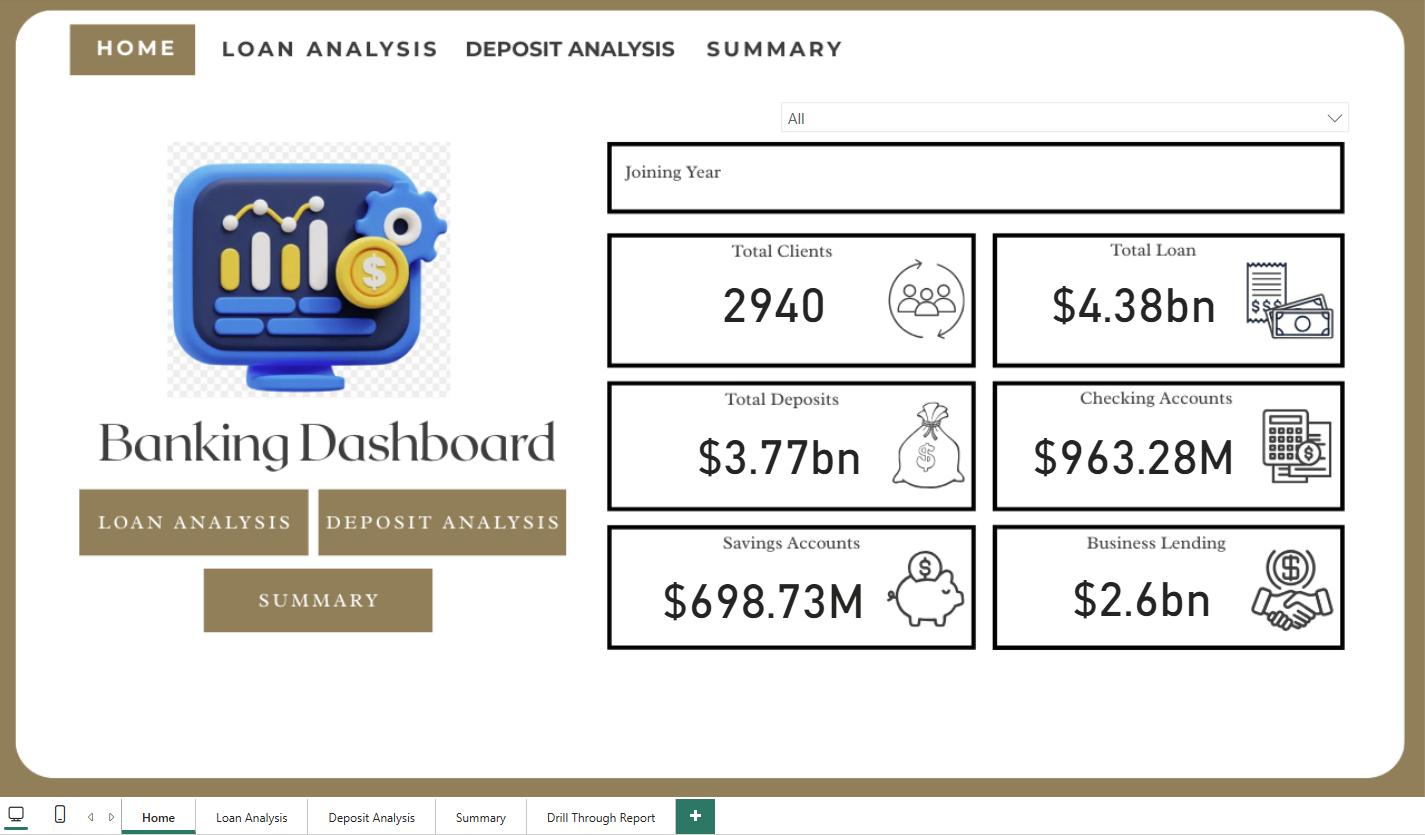 HOME LOAN ANALYSIS DEPOSIT ANALYSIS SUMMARY
All
Joining Year
Total Clients
2940
Total Loan
$4.38bn
$$$
Total Deposits
$3.77bn
$
Checking Accounts
$963.28M
$
Savings Accounts
$698.73M
$
Business Lending
$2.6bn
$
$
Banking Dashboard
LOAN ANALYSIS
DEPOSIT ANALYSIS
SUMMARY
Home Loan Analysis Deposit Analysis Summary Drill Through Report +